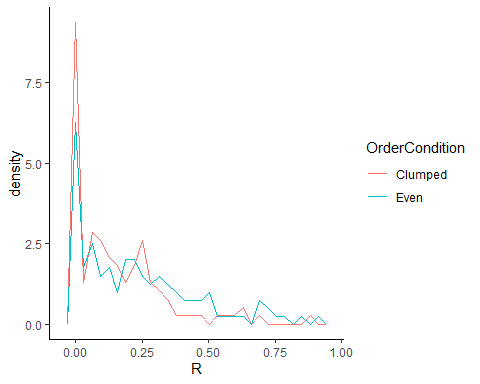 7.5
5.0
2.5
0.0
density
0.00 0.25 0.50 0.75 1.00
R
OrderCondition
Clumped
Even